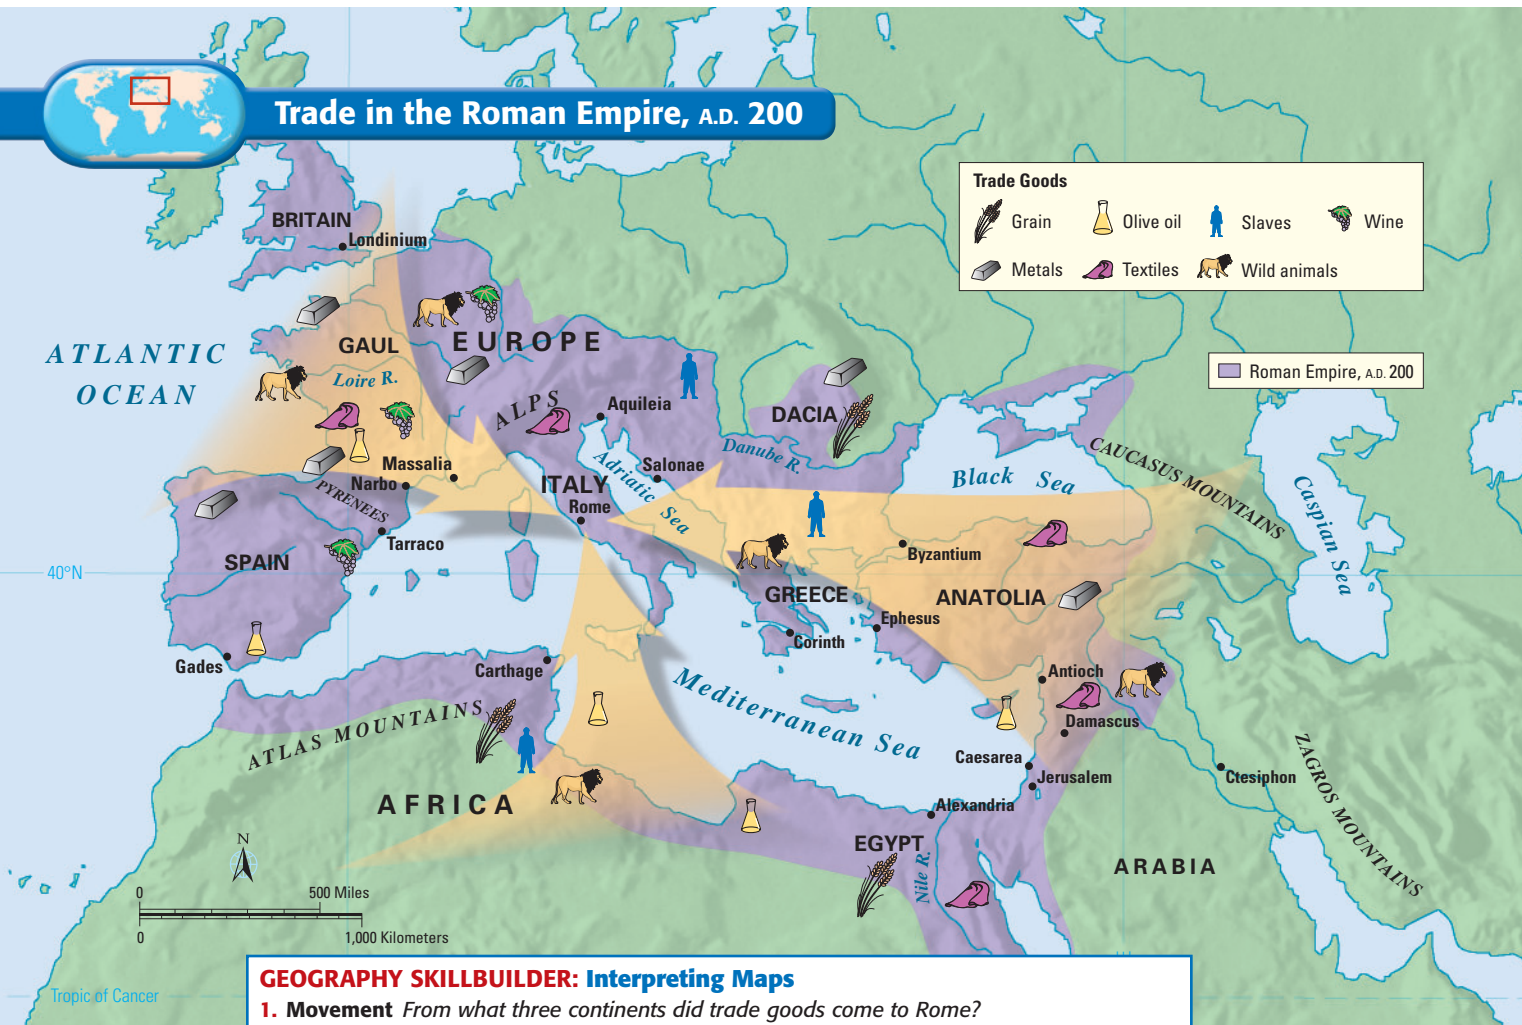 Trade in the Roman Empire, A.D. 200
Trade Goods
Grain
Olive oil
Slaves
Wine
Metals
Textiles
Wild animals
Roman Empire, A.D. 200
BRITAIN
Londinium
ATLANTIC
OCEAN
GAUL
EUROPE
Loire R.
ALPS
Aquileia
DACIA
Danube R.
CAUCASUS MOUNTAINS
Black Sea
Caspian Sea
Massalia
Narbo
PYRENEES
ITALY
Rome
Adriatic
Sea
Salonae
Tarraco
SPAIN
40°N
Byzantium
GREECE
ANATOLIA
Ephesus
Corinth
Gades
Carthage
Antioch
Mediterranean Sea
Damascus
ATLAS MOUNTAINS
Caesarea
Jerusalem
Ctesiphon
ZAGROS MOUNTAINS
AFRICA
Alexandria
EGYPT
Nile R.
ARABIA
N
0
500 Miles
0
1,000 Kilometers
Tropic of Cancer
GEOGRAPHY SKILLBUILDER: Interpreting Maps
1. Movement From what three continents did trade goods come to Rome?